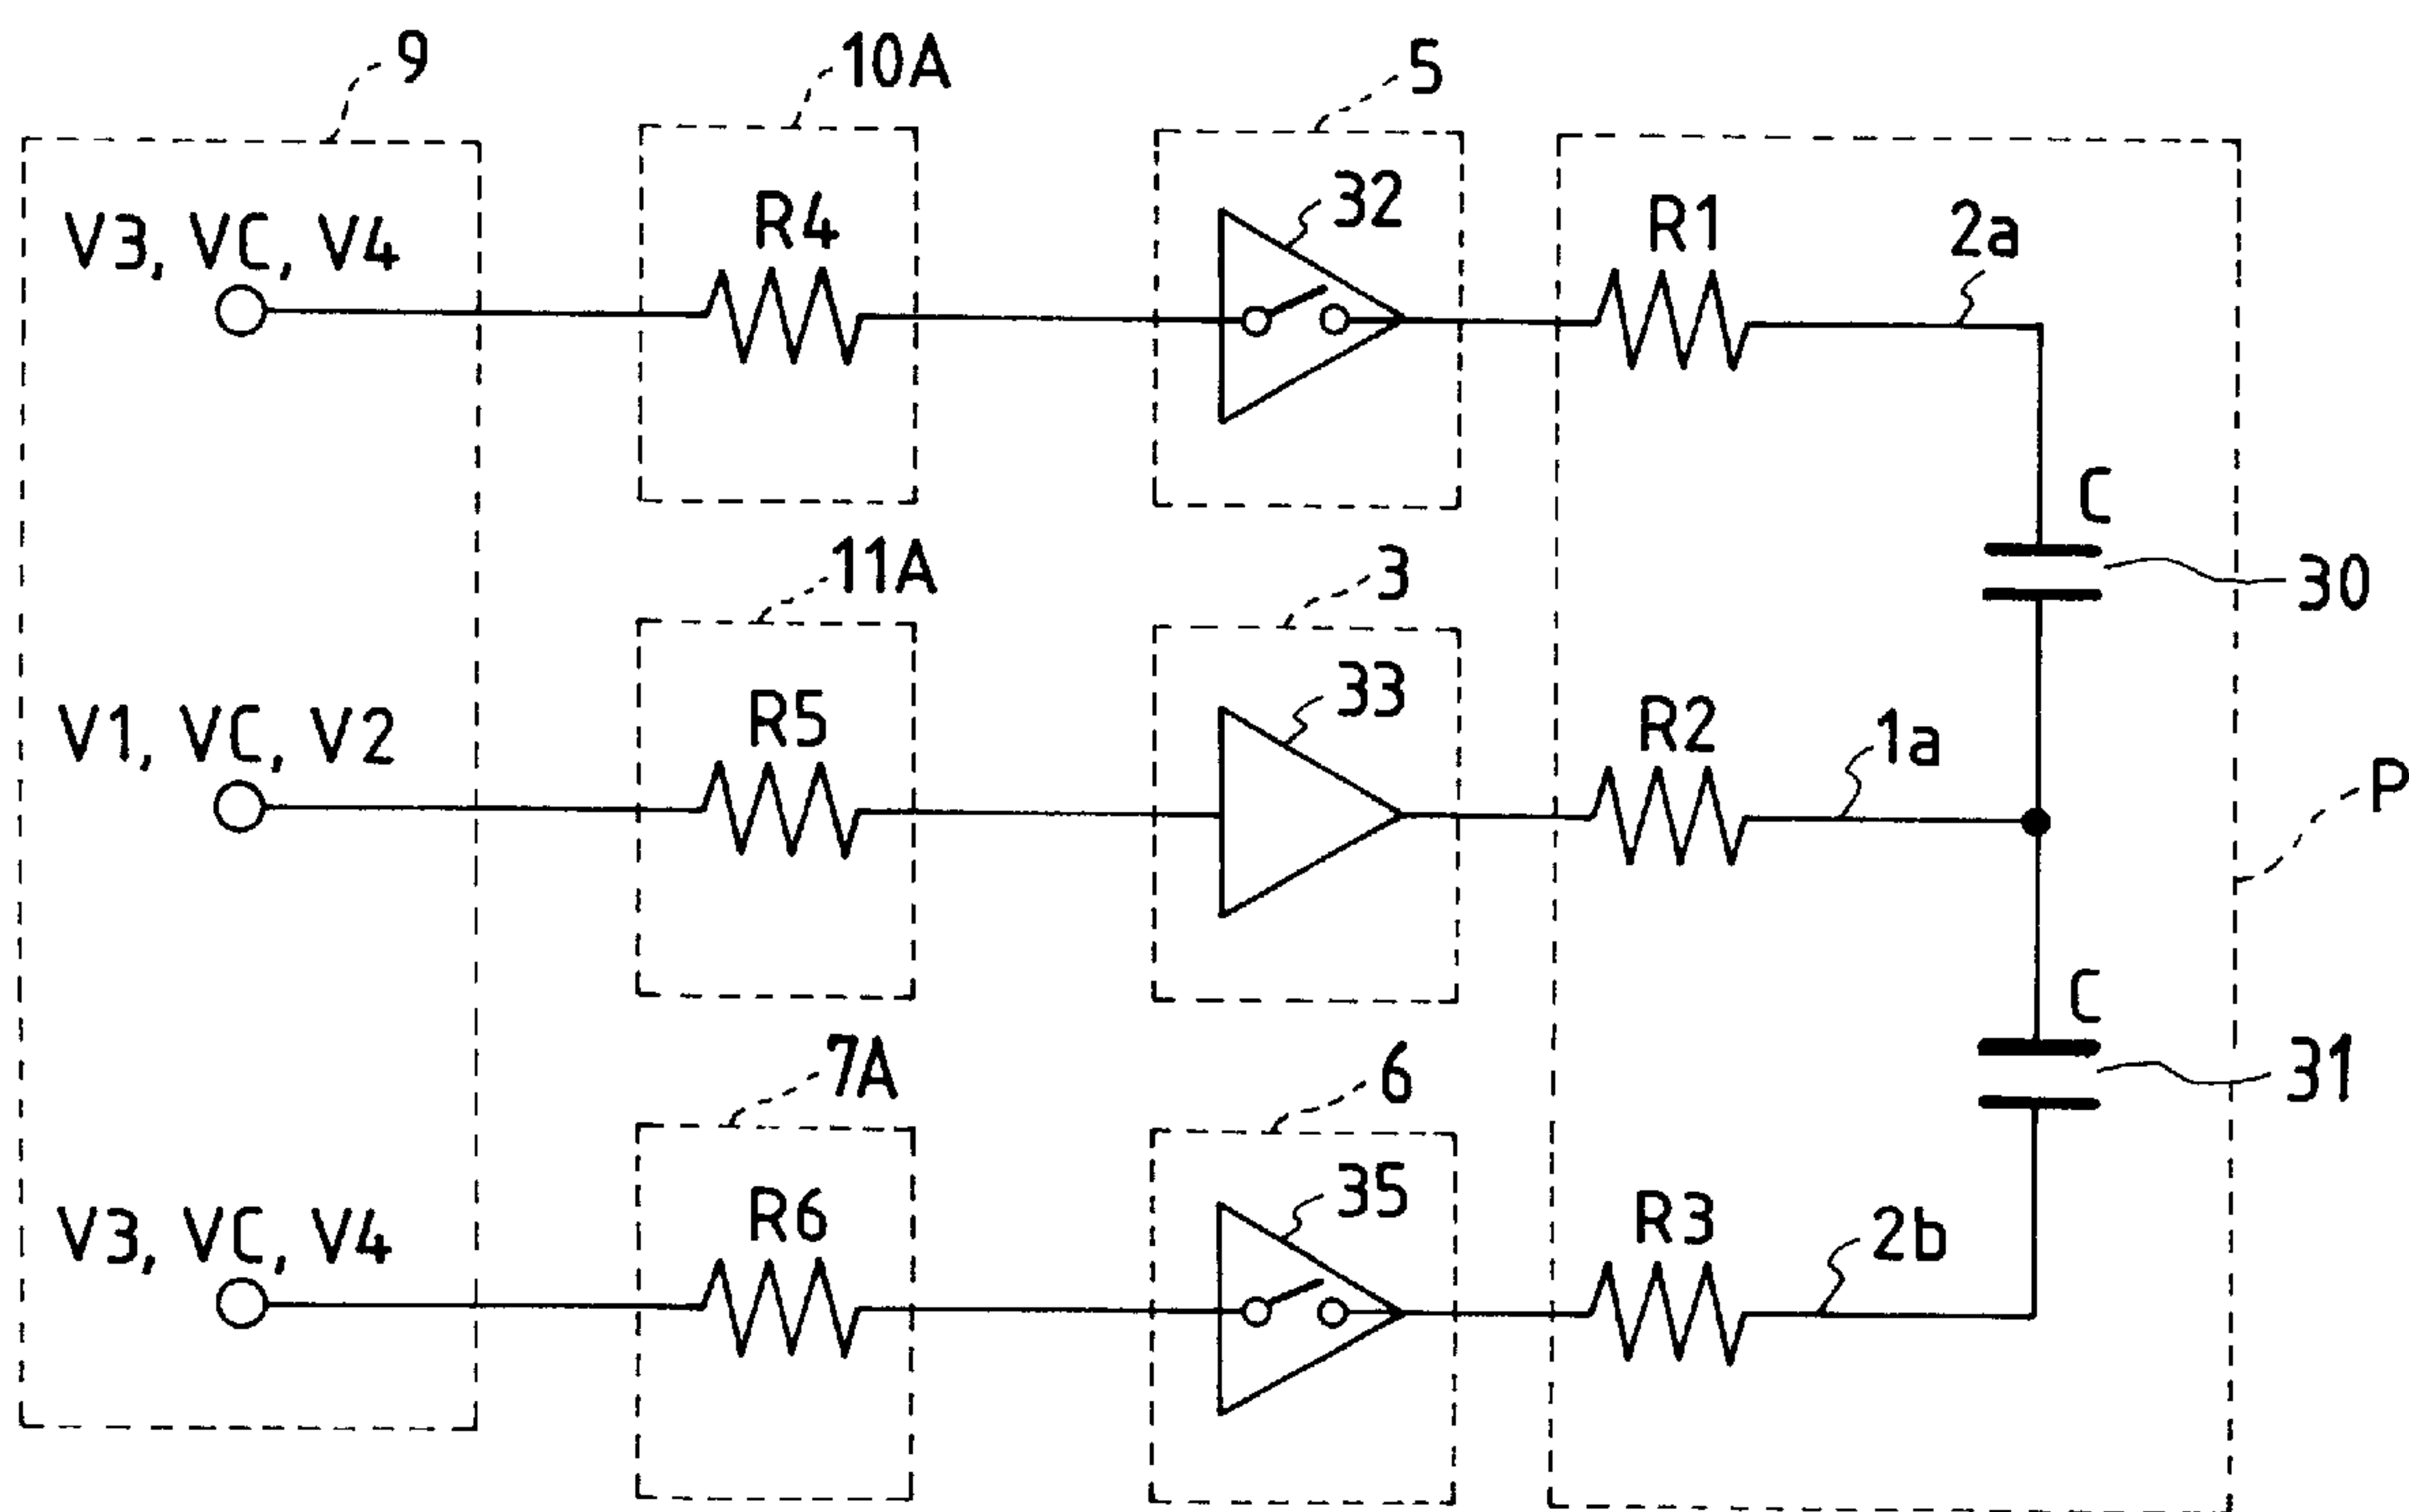 9
10A
5
V3, VC, V4
R4
32
R1
2a
C
30
11A
3
V1, VC, V2
R5
33
R2
1a
P
C
31
7A
6
V3, VC, V4
R6
35
R3
2b